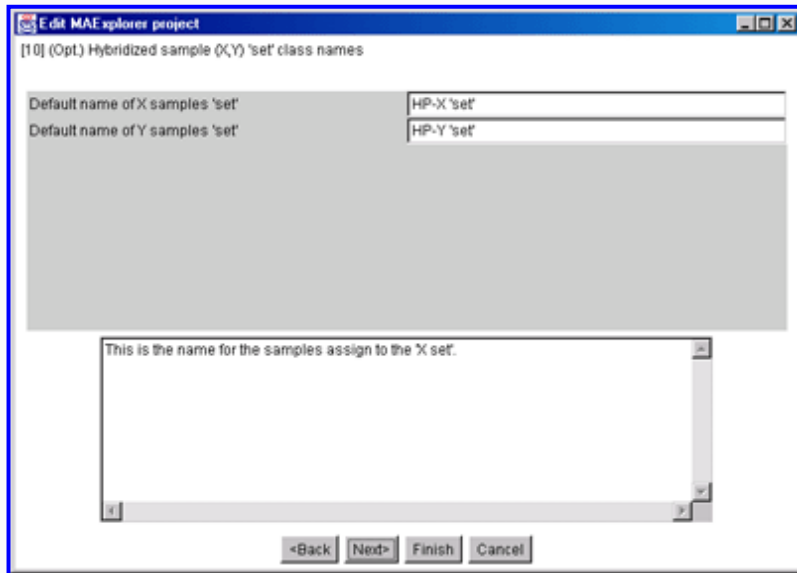 Edit MAExplorer project
[10] (Opt.) Hybridized sample (X,Y) 'set' class names
Default name of X samples 'set'
HP-X 'set'
Default name of Y samples 'set'
HP-Y 'set'
This is the name for the samples assign to the 'X set'.
<Back Next> Finish Cancel